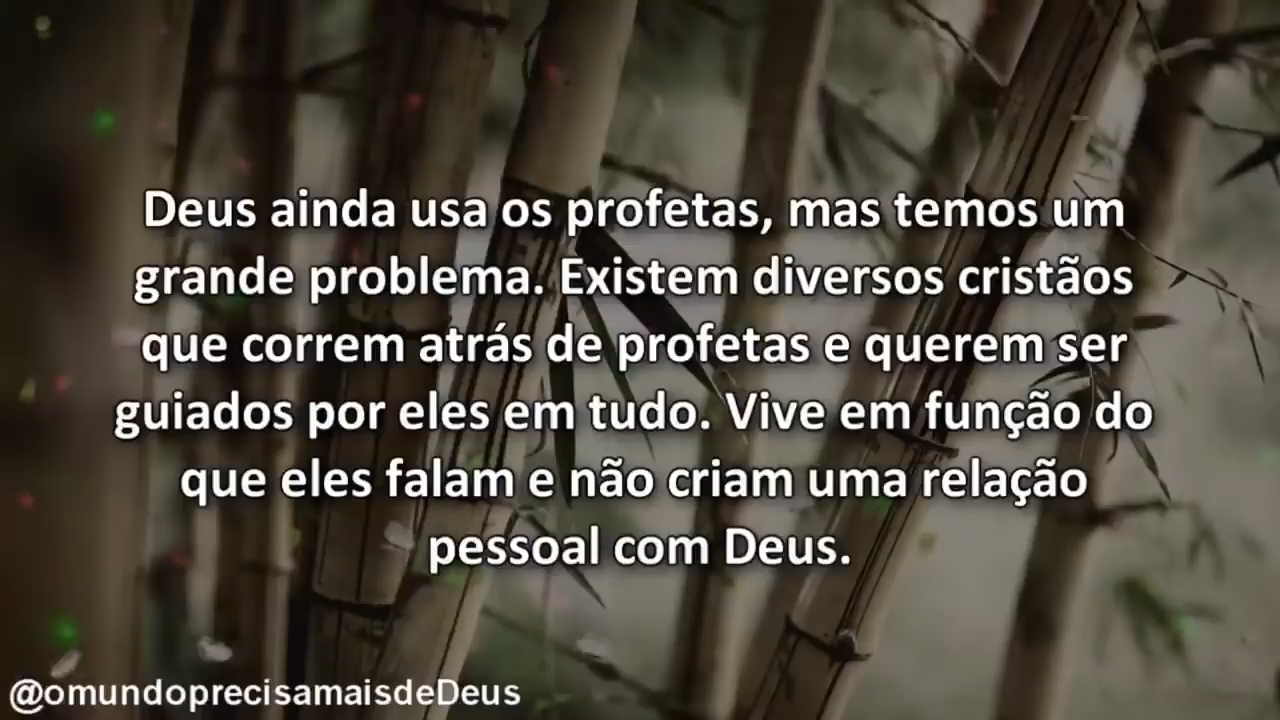 Deus ainda usa os profetas, mas temos um
grande problema. Existem diversos cristãos
que correm atrás de profetas e querem ser
guiados por eles em tudo. Vive em função do
que eles falam e não criam uma relação
pessoal com Deus.
@omundoprecisamaisdeDeus